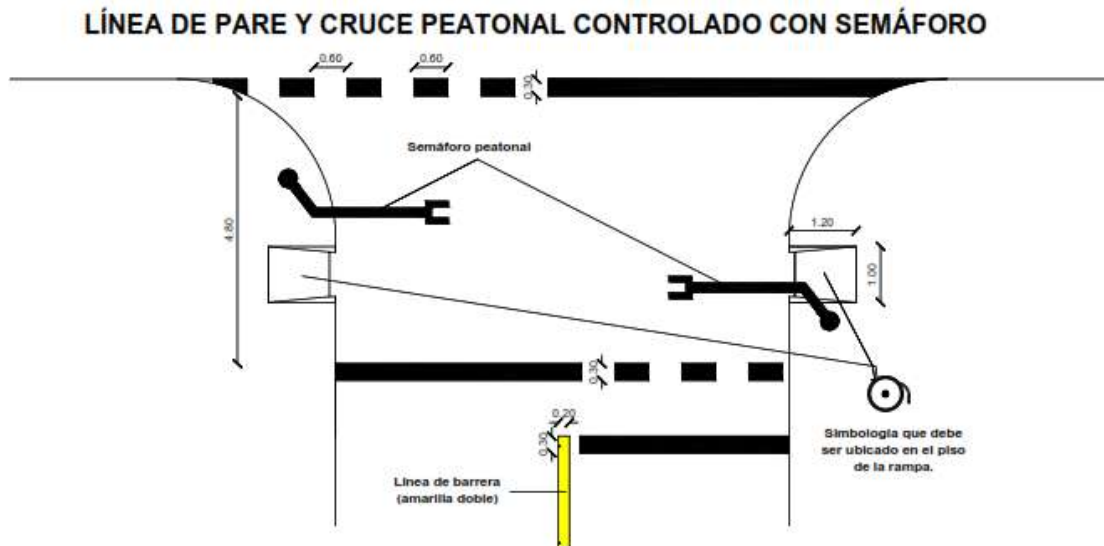 LÍNEA DE PARE Y CRUCE PEATONAL CONTROLADO CON SEMÁFORO
0.60
0.60
0.30
Semáforo peatonal
4.80
1.20
1.00
0.30
0.20
0.30
Simbología que debe
ser ubicado en el piso
de la rampa.
Línea de barrera
(amarilla doble)